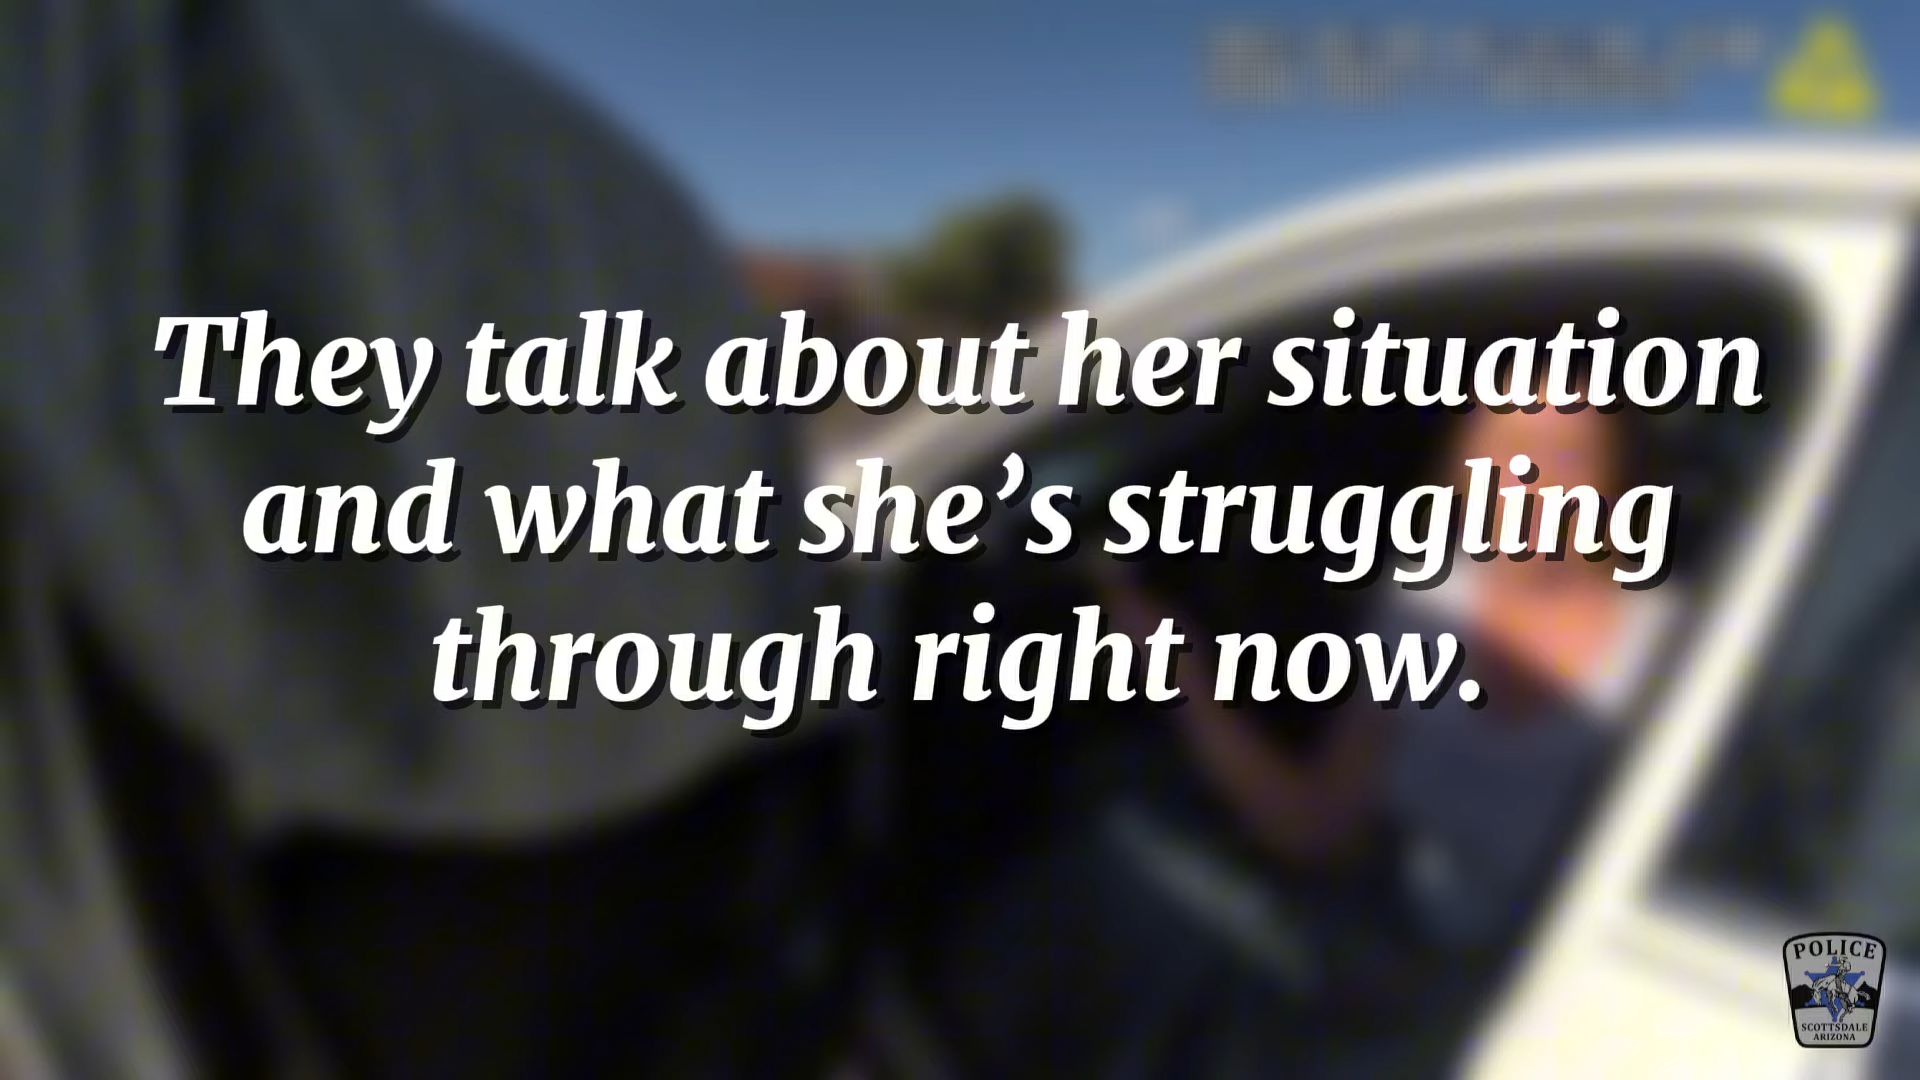 They talk about her situation
and what she’s struggling
through right now.
POLICE
SCOTTSDALE
ARIZONA